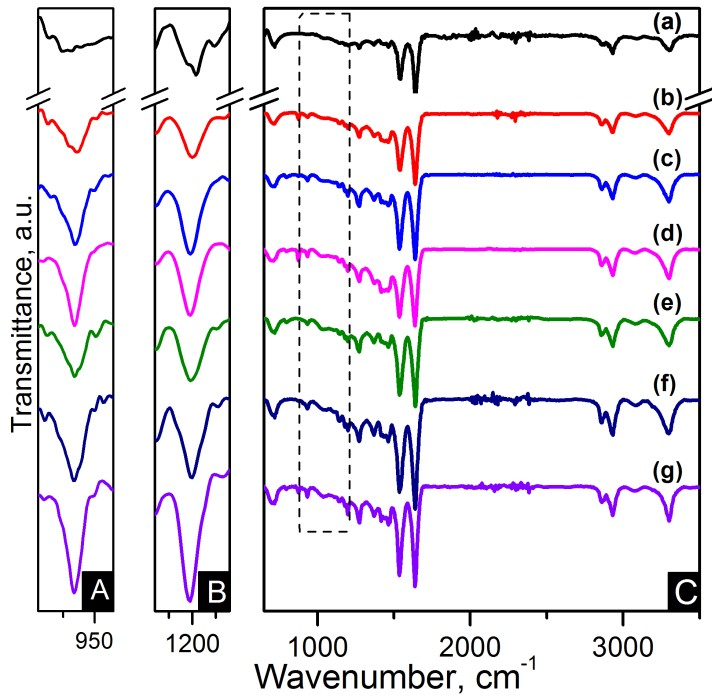 Transmittance, a.u.
(a)
(b)
(c)
(d)
(e)
(f)
(g)
A
B
C
950
1200
1000
2000
3000
Wavenumber, cm-1